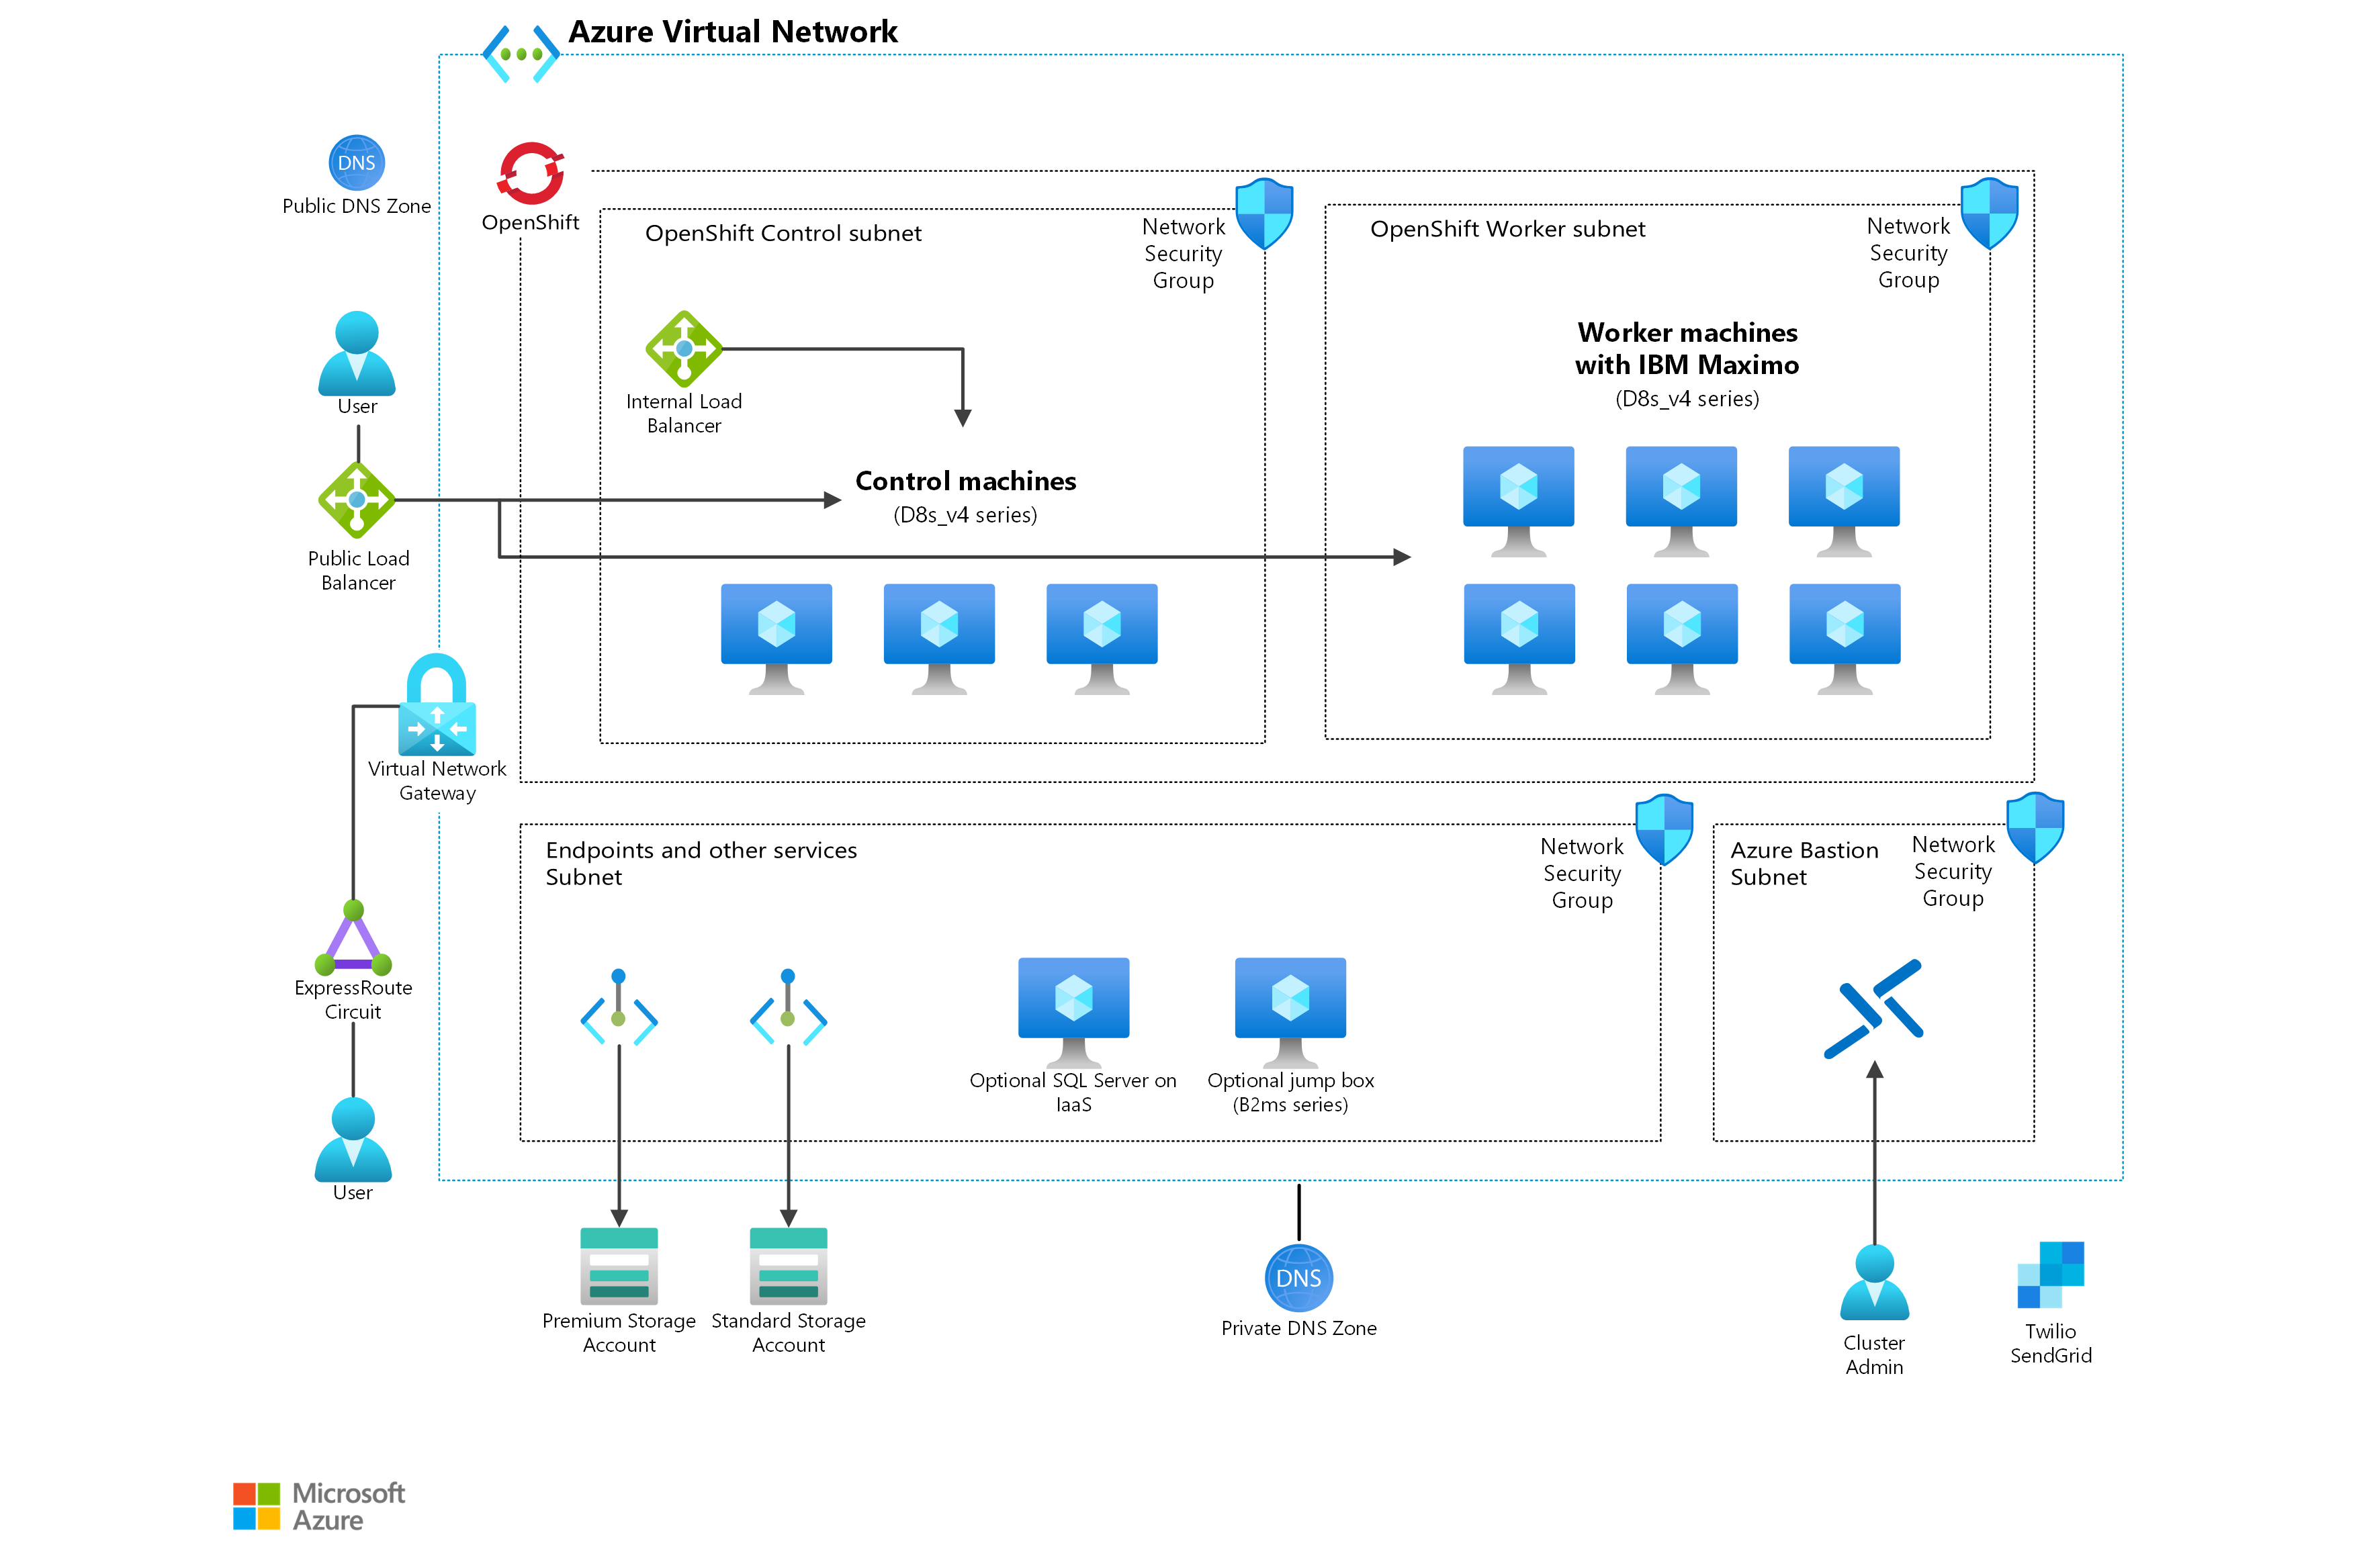 Azure Virtual Network
DNS
Public DNS Zone
OpenShift
OpenShift Control subnet
Network
Security
Group
OpenShift Worker subnet
Network
Security
Group
User
Internal Load
Balancer
Worker machines
with IBM Maximo
(D8s_v4 series)
Control machines
(D8s_v4 series)
Public Load
Balancer
Virtual Network
Gateway
Endpoints and other services
Subnet
Network
Security
Group
Azure Bastion
Subnet
Network
Security
Group
ExpressRoute
Circuit
Optional SQL Server on
IaaS
Optional jump box
(B2ms series)
User
Premium Storage
Account
Standard Storage
Account
DNS
Private DNS Zone
Cluster
Admin
Twilio
SendGrid
Microsoft
Azure